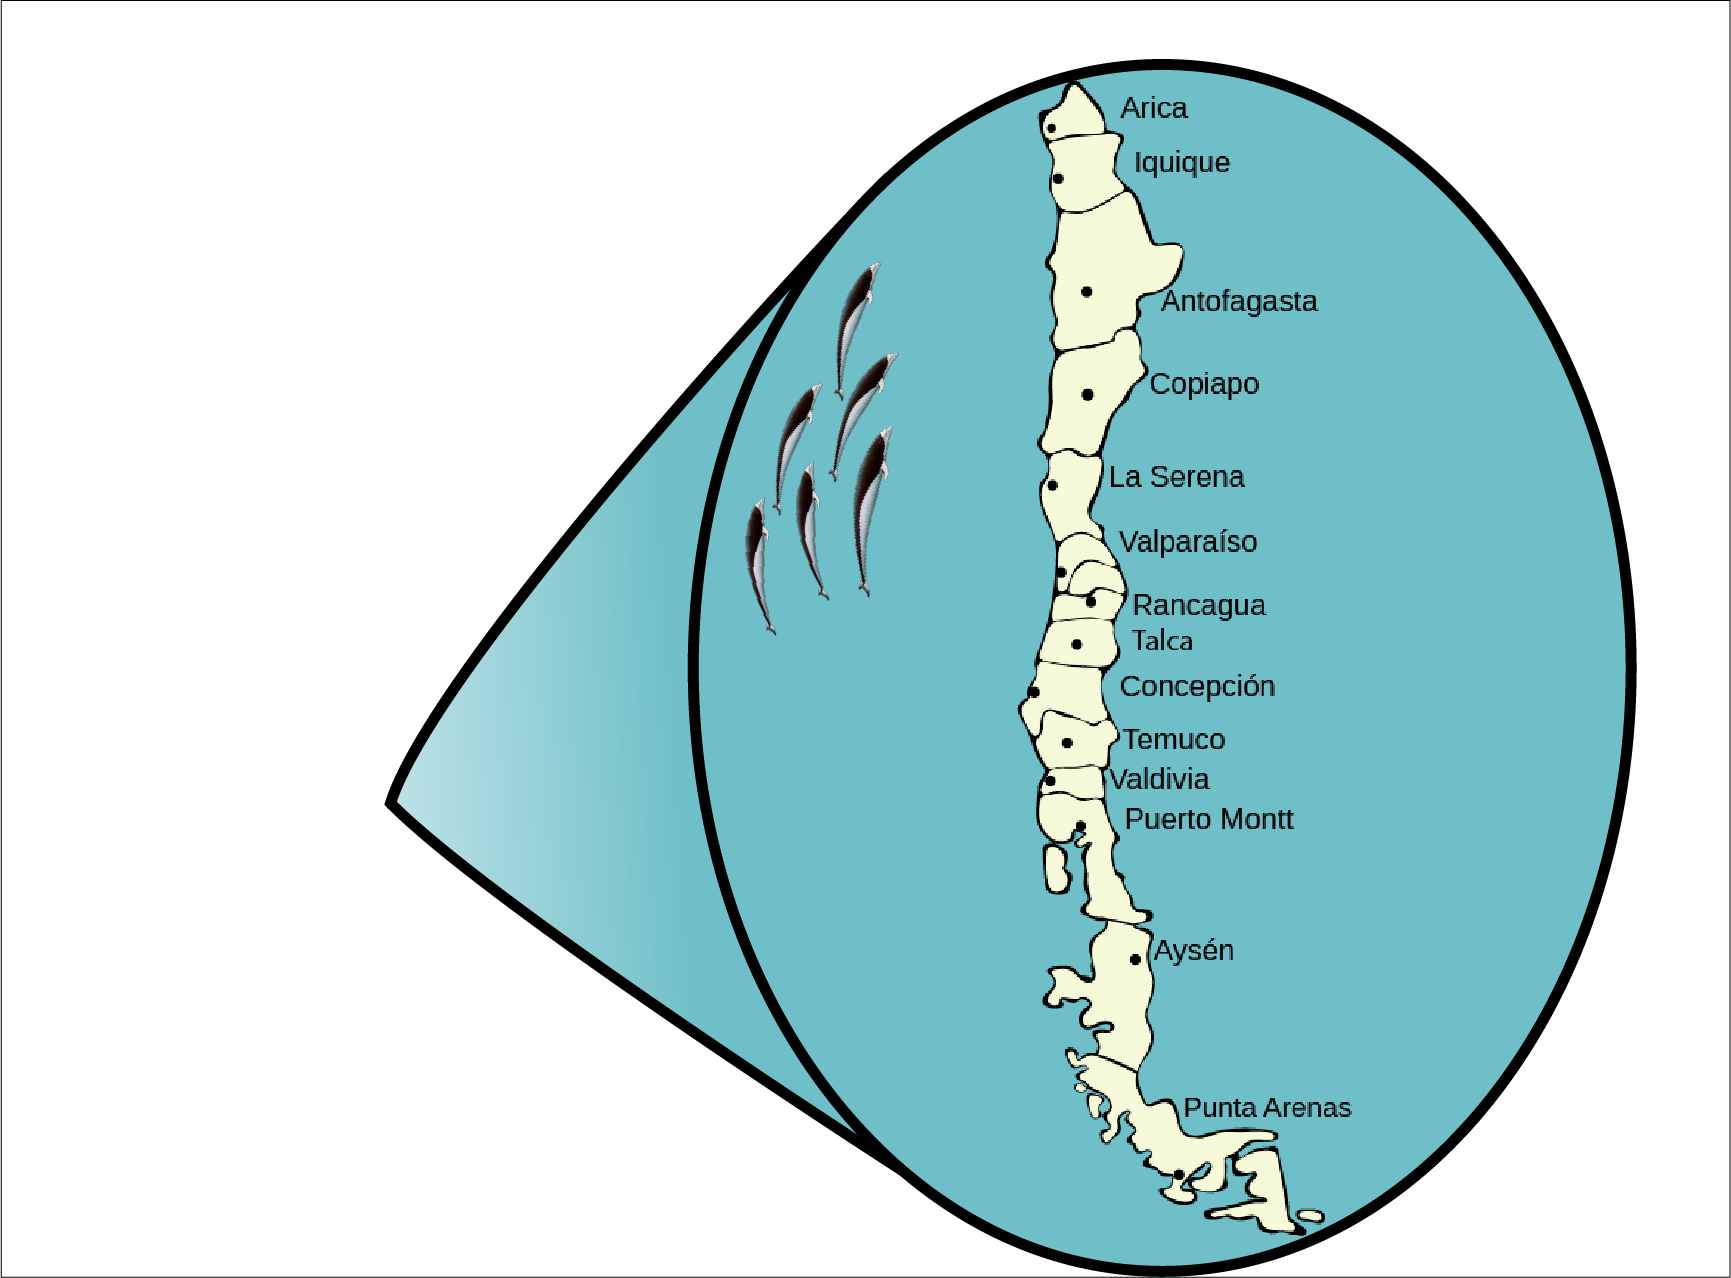 Arica
Iquique
Antofagasta
Copiapo
La Serena
Valparaíso
Rancagua
Talca
Concepción
Temuco
Valdivia
Puerto Montt
Aysén
Punta Arenas